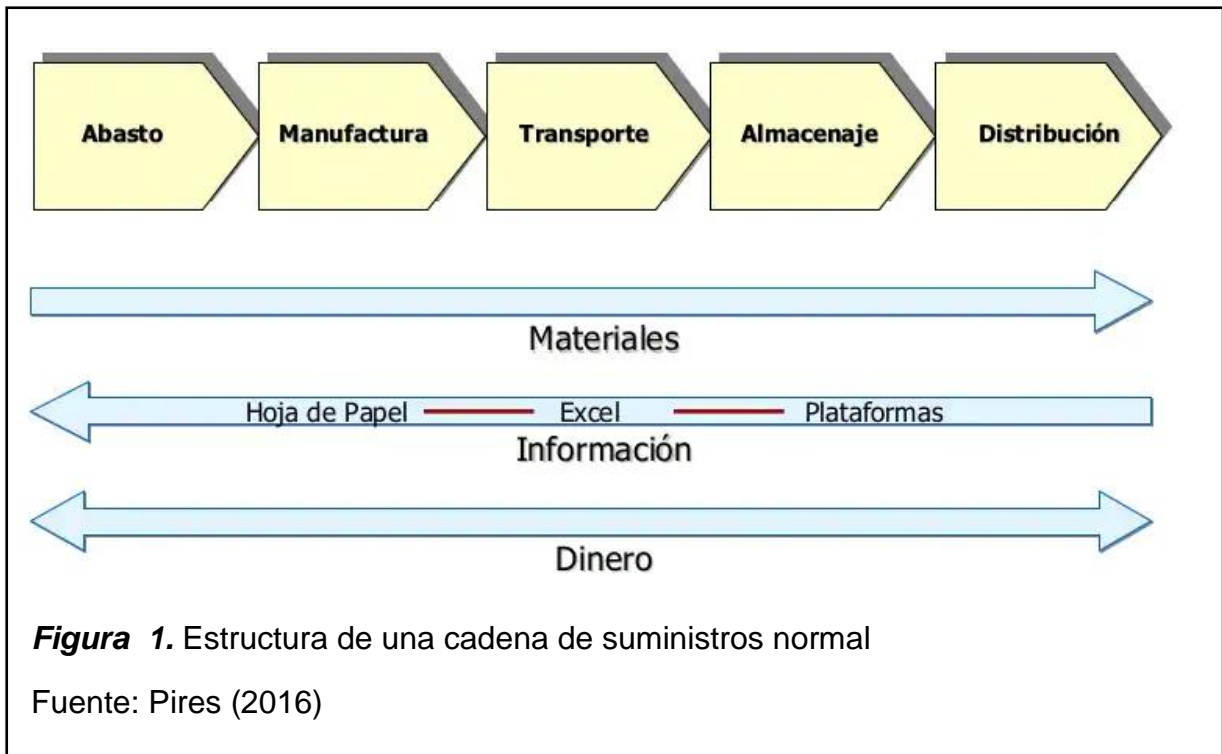 Abasto
Manufactura
Transporte
Almacenaje
Distribución
Materiales
Hoja de Papel Excel Plataformas
Información
Dinero
Figura 1. Estructura de una cadena de suministros normal
Fuente: Pires (2016)